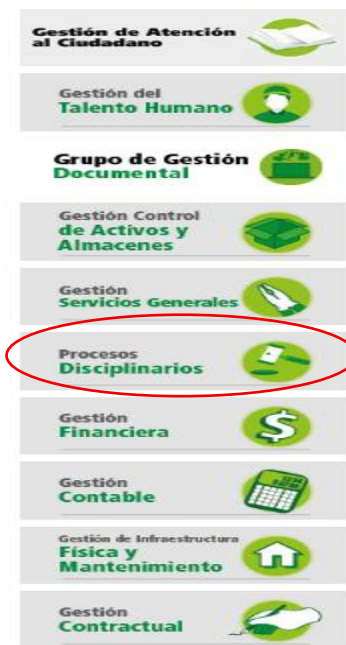 Gestión de Atención
al Ciudadano
Gestión del
Talento Humano
Grupo de Gestión
Documental
Gestión Control
de Activos y
Almacenes
Gestión
Servicios Generales
Procesos
Disciplinarios
Gestión
Financiera
$
Gestión
Contable
Gestión de Infraestructura
Física y
Mantenimiento
Gestión
Contractual